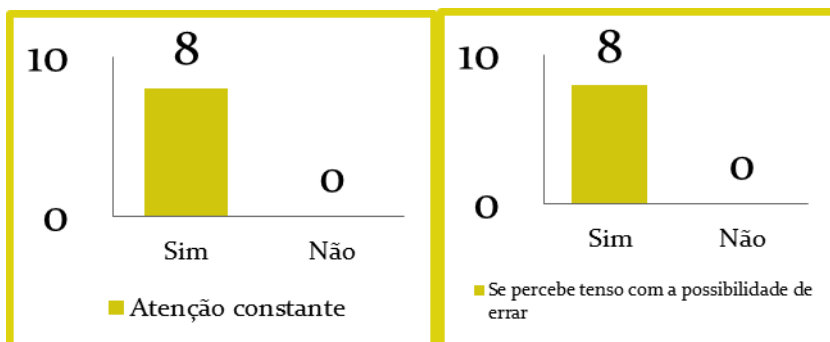 10
8
0
0
Sim
Não
Atenção constante
10
8
0
0
Sim
Não
Se percebe tenso com a possibilidade de
errar